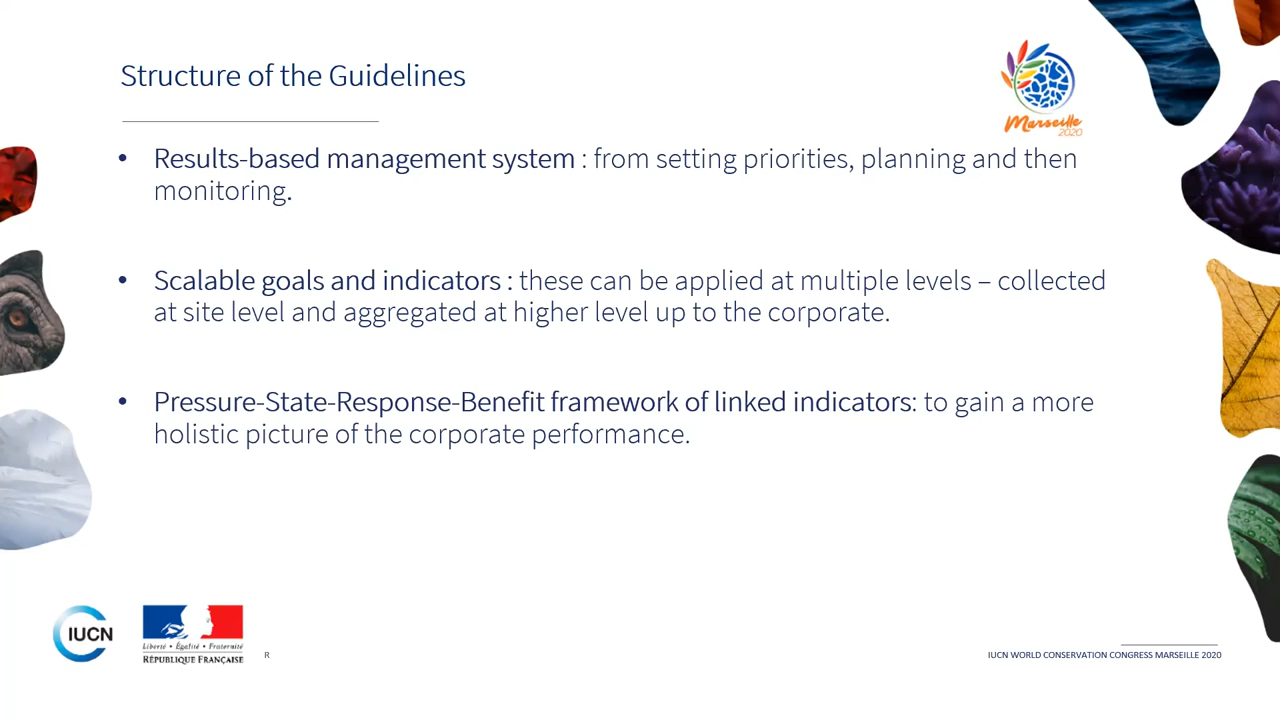 Structure of the Guidelines
Marseille
2020
• Results-based management system : from setting priorities, planning and then
monitoring.
• Scalable goals and indicators : these can be applied at multiple levels – collected
at site level and aggregated at higher level up to the corporate.
• Pressure-State-Response-Benefit framework of linked indicators: to gain a more
holistic picture of the corporate performance.
IUCN
Liberté • Égalité • Fraternité
RÉPUBLIQUE FRANÇAISE
R
IUCN WORLD CONSERVATION CONGRESS MARSEILLE 2020